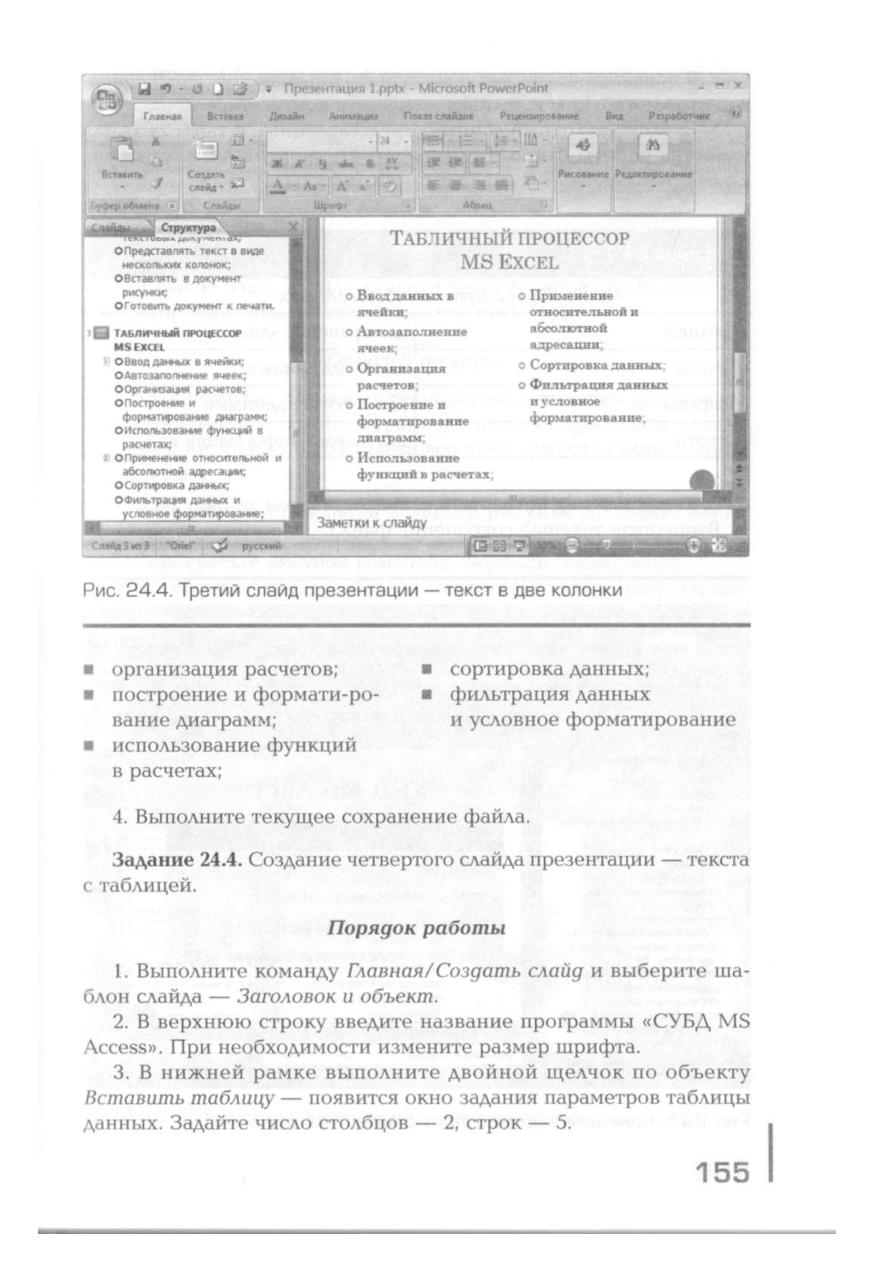 Презентация 1.pptx - Microsoft PowerPoint
Главная Вставка Дизайн Анимация Показ слайдов Рецензирование Вид Разработчик
24
Ж К Ч abc S AV
Вставить
Создать слайд
Рисование Редактирование
Буфер обмена Слайды Шрифт Абзац
Слайды Структура
текстовых документах;
Представлять текст в виде
нескольких колонок;
Вставлять в документ
рисунки;
Готовить документ к печати.
3 ТАБЛИЧНЫЙ ПРОЦЕССОР
MS EXCEL
Ввод данных в ячейки;
Автозаполнение ячеек;
Организация расчетов;
Построение и
форматирование диаграмм;
Использование функций в
расчетах;
Применение относительной и
абсолютной адресации;
Сортировка данных;
Фильтрация данных и
условное форматирование;
ТАБЛИЧНЫЙ ПРОЦЕССОР
MS EXCEL
Ввод данных в
ячейки;
Автозаполнение
ячеек;
Организация
расчетов;
Построение и
форматирование
диаграмм;
Использование
функций в расчетах;
Применение
относительной и
абсолютной
адресации;
Сортировка данных;
Фильтрация данных
и условное
форматирование;
Заметки к слайду
Слайд 3 из 3 "Oriel" русский 50%
Рис. 24.4. Третий слайд презентации — текст в две колонки
■ организация расчетов;
■ построение и формати-ро-
вание диаграмм;
■ использование функций
в расчетах;
■ сортировка данных;
■ фильтрация данных
и условное форматирование
4. Выполните текущее сохранение файла.
Задание 24.4. Создание четвертого слайда презентации — текста
с таблицей.
Порядок работы
1. Выполните команду Главная/Создать слайд и выберите ша-
блон слайда — Заголовок и объект.
2. В верхнюю строку введите название программы «СУБД MS
Access». При необходимости измените размер шрифта.
3. В нижней рамке выполните двойной щелчок по объекту
Вставить таблицу — появится окно задания параметров таблицы
данных. Задайте число столбцов — 2, строк — 5.
155